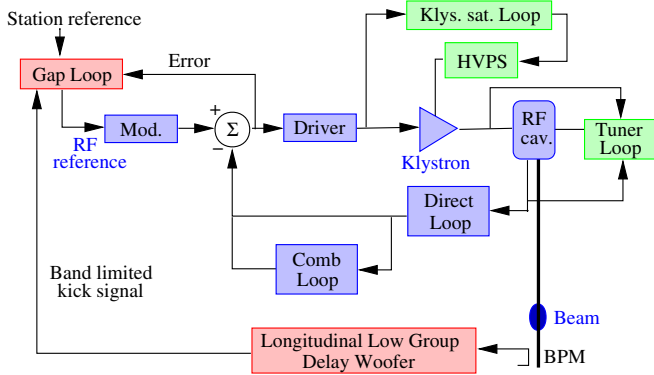 Station reference
Klys. sat. Loop
Gap Loop
Error
HVPS
+
Mod.
Σ
Driver
RF
cav.
Tuner
Loop
RF
reference
−
Klystron
Direct
Loop
Comb
Loop
Band limited
kick signal
Beam
Longitudinal Low Group
Delay Woofer
BPM